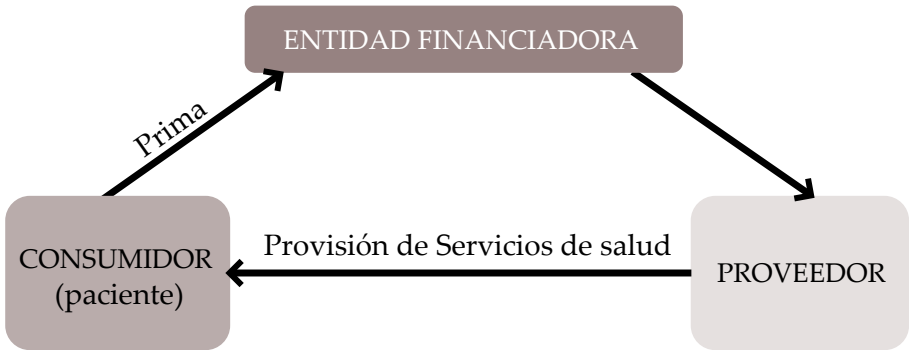 ENTIDAD FINANCIADORA
Prima
Provisión de Servicios de salud
CONSUMIDOR
(paciente)
PROVEEDOR